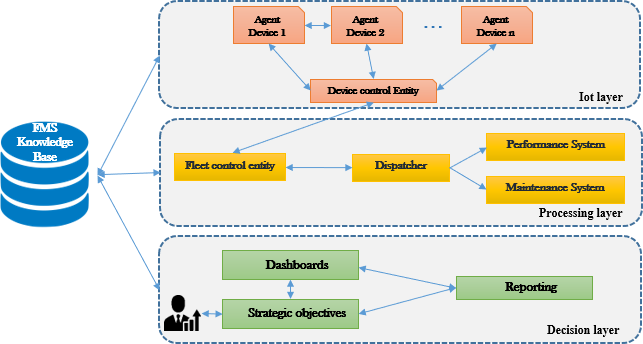 Agent
Device 1
Agent
Device 2
...
Agent
Device n
Device control Entity
Iot layer
FMS
Knowledge
Base
Fleet control entity
Dispatcher
Performance System
Maintenance System
Processing layer
Dashboards
Strategic objectives
Reporting
Decision layer